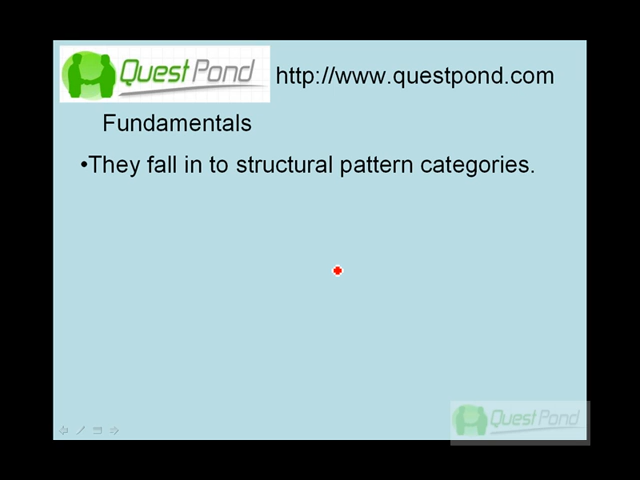 QuestPond http://www.questpond.com
Fundamentals
•They fall in to structural pattern categories.
QuestPond